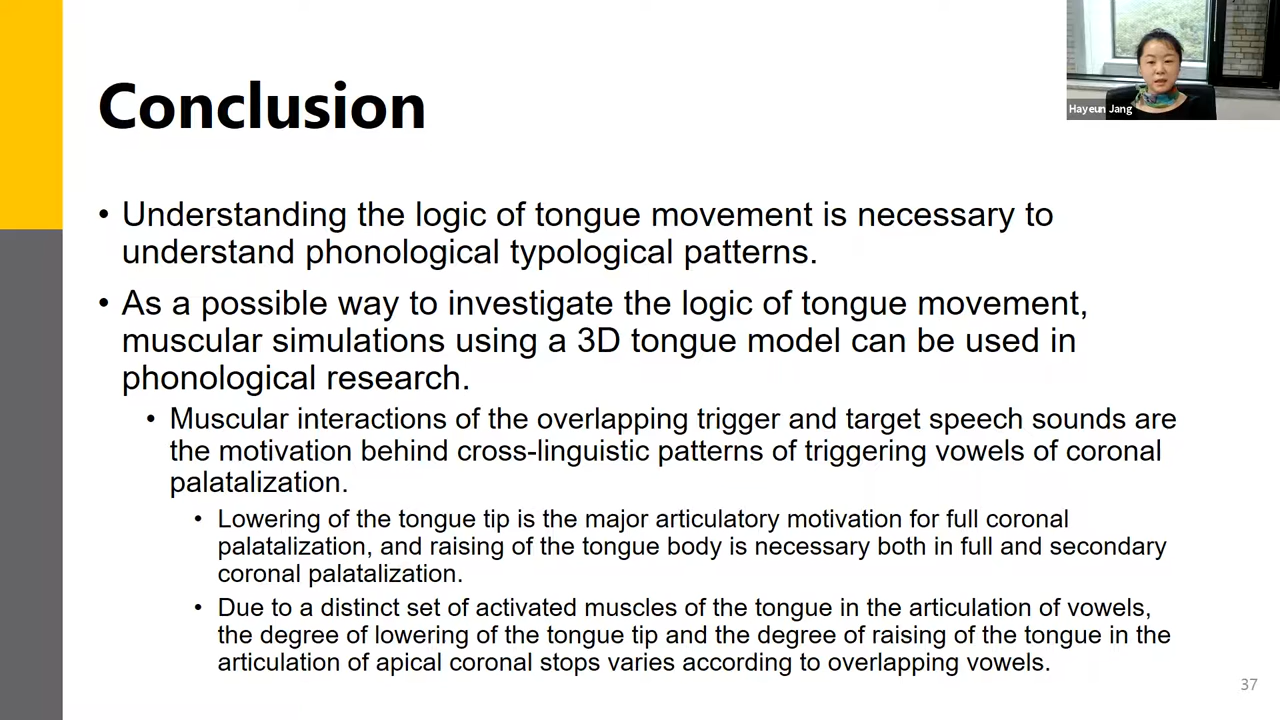 Hayeun Jang
Conclusion
• Understanding the logic of tongue movement is necessary to
understand phonological typological patterns.
• As a possible way to investigate the logic of tongue movement,
muscular simulations using a 3D tongue model can be used in
phonological research.
• Muscular interactions of the overlapping trigger and target speech sounds are
the motivation behind cross-linguistic patterns of triggering vowels of coronal
palatalization.
• Lowering of the tongue tip is the major articulatory motivation for full coronal
palatalization, and raising of the tongue body is necessary both in full and secondary
coronal palatalization.
• Due to a distinct set of activated muscles of the tongue in the articulation of vowels,
the degree of lowering of the tongue tip and the degree of raising of the tongue in the
articulation of apical coronal stops varies according to overlapping vowels.
37